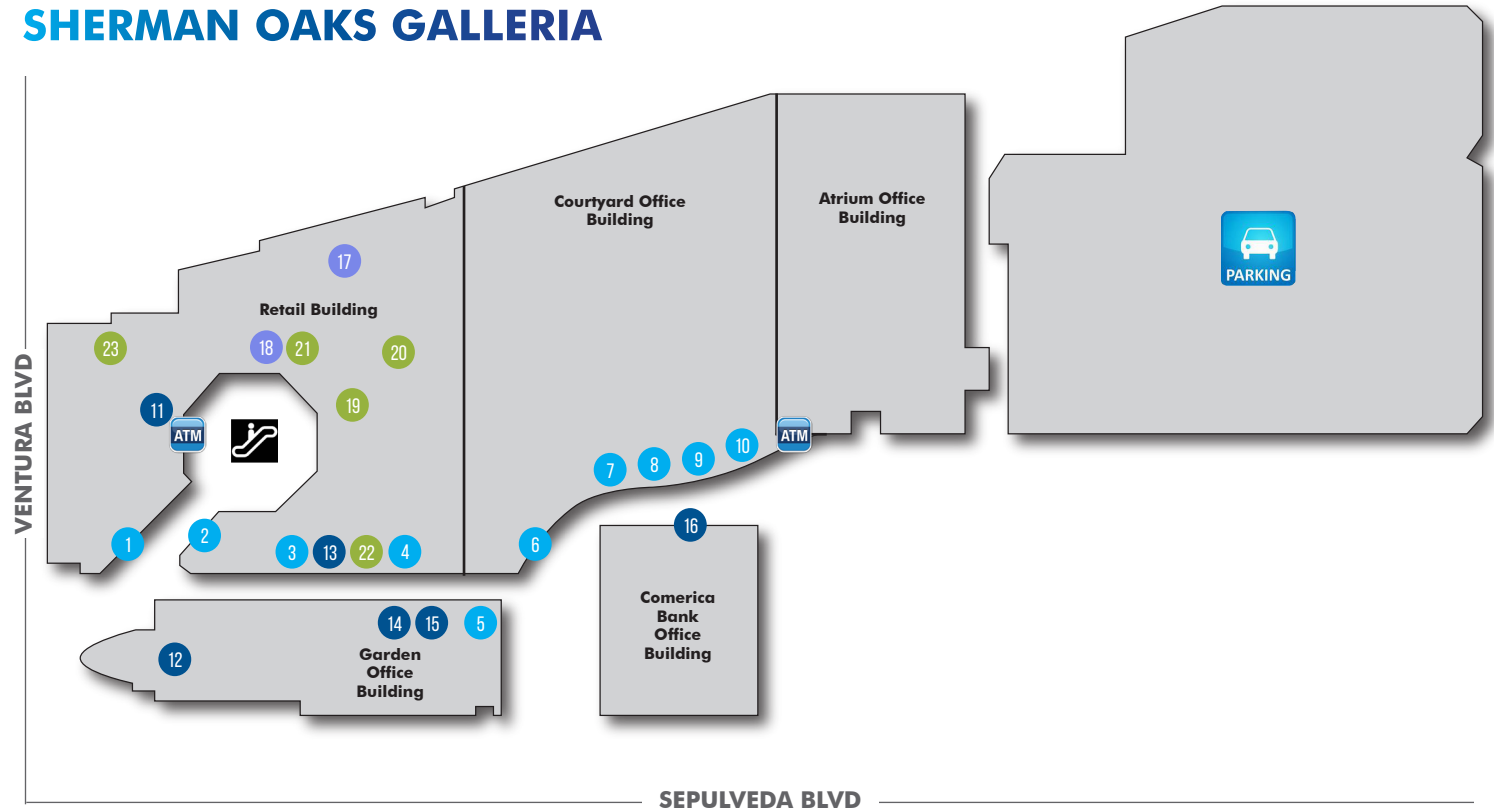 SHERMAN OAKS GALLERIA
Courtyard Office
Building
Atrium Office
Building
PARKING
17
Retail Building
23
18
21
20
19
11
ATM
VENTURA BLVD
ATM
7
8
9
10
1
2
3
13
22
4
6
16
14
15
5
12
Garden
Office
Building
Comerica
Bank
Office
Building
SEPULVEDA BLVD